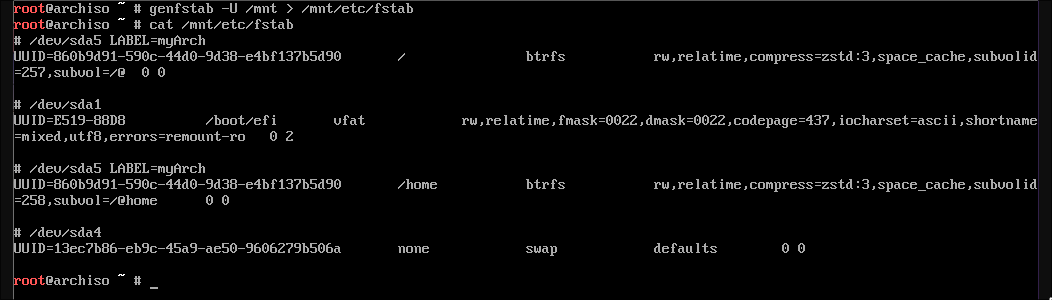 root@archiso ~ # genfstab -U /mnt > /mnt/etc/fstab
root@archiso ~ # cat /mnt/etc/fstab
# /dev/sda5 LABEL=myArch
UUID=860b9d91-590c-44d0-9d38-e4bf137b5d90       /               btrfs           rw,relatime,compress=zstd:3,space_cache,subvolid
=257,subvol=/@  0 0
# /dev/sda1
UUID=E519-88D8          /boot/efi       vfat            rw,relatime,fmask=0022,dmask=0022,codepage=437,iocharset=ascii,shortname
=mixed,utf8,errors=remount-ro   0 2
# /dev/sda5 LABEL=myArch
UUID=860b9d91-590c-44d0-9d38-e4bf137b5d90       /home           btrfs           rw,relatime,compress=zstd:3,space_cache,subvolid
=258,subvol=/@home      0 0
# /dev/sda4
UUID=13ec7b86-eb9c-45a9-ae50-9606279b506a       none            swap            defaults        0 0
root@archiso ~ # _